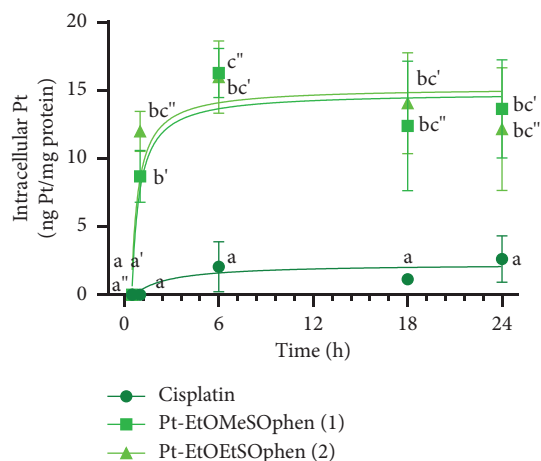 Intracellular Pt
(ng Pt/mg protein)
20
15
10
5
0
a a'
a"
bc"
b'
a
c"
bc'
a
bc'
bc"
a
bc'
bc"
a
0 6 12 18 24
Time (h)
Cisplatin
Pt-EtOMeSOphen (1)
Pt-EtOEtSOphen (2)